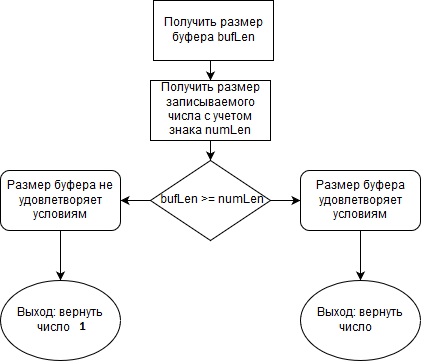 Получить размер
буфера bufLen
Получить размер
записываемого
числа с учетом
знака numLen
bufLen >= numLen
Размер буфера не
удовлетворяет
условиям
Размер буфера
удовлетворяет
условиям
Выход: вернуть
число 1
Выход: вернуть
число